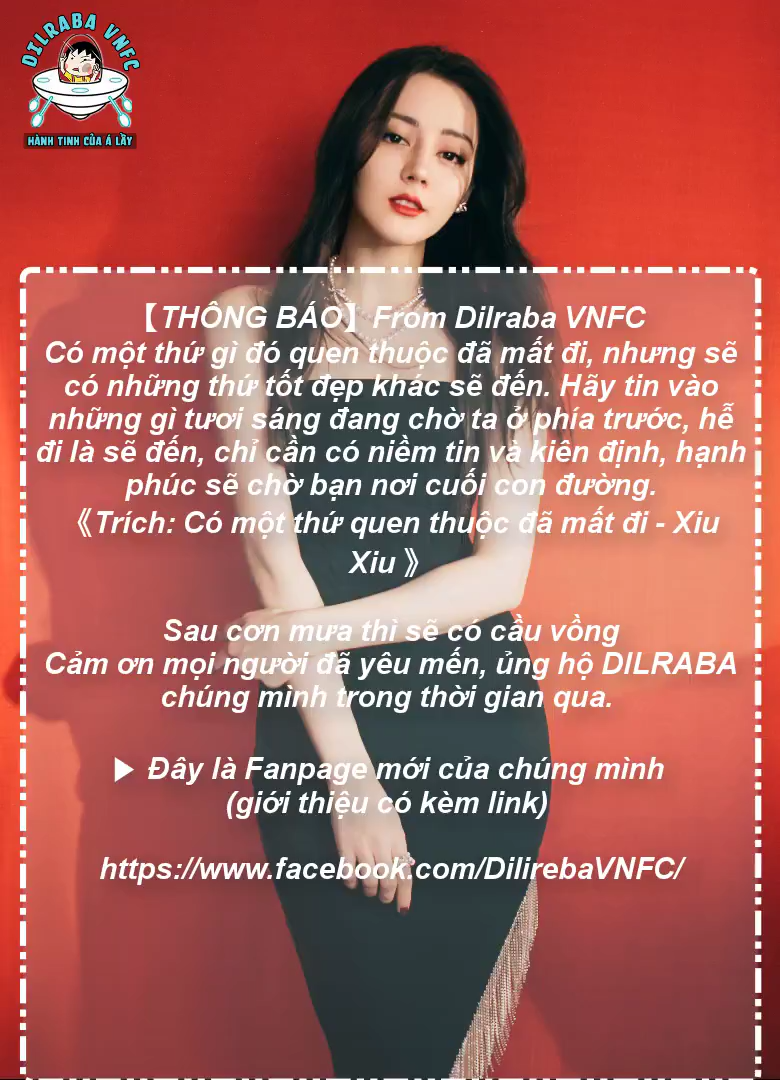 DILRABA VNFC
HÀNH TINH CỦA Á LẦY
【THÔNG BÁO】From Dilraba VNFC
Có một thứ gì đó quen thuộc đã mất đi, nhưng sẽ
có những thứ tốt đẹp khác sẽ đến. Hãy tin vào
những gì tươi sáng đang chờ ta ở phía trước, hễ
đi là sẽ đến, chỉ cần có niềm tin và kiên định, hạnh
phúc sẽ chờ bạn nơi cuối con đường.
《Trích: Có một thứ quen thuộc đã mất đi - Xiu
Xiu 》
Sau cơn mưa thì sẽ có cầu vồng
Cảm ơn mọi người đã yêu mến, ủng hộ DILRABA
chúng mình trong thời gian qua.
▶ Đây là Fanpage mới của chúng mình
(giới thiệu có kèm link)
https://www.facebook.com/DilirebaVNFC/